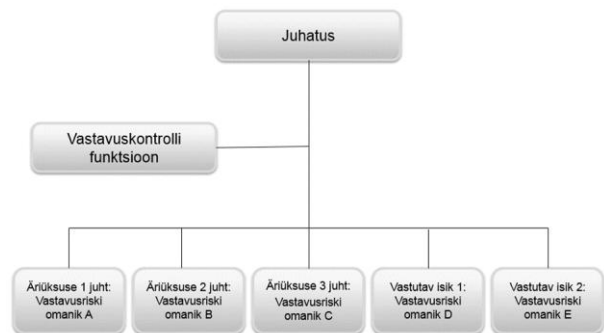 Juhatus
Vastavuskontrolli
funktsioon
Äriüksuse 1 juht:
Vastavusriski
omanik A
Äriüksuse 2 juht:
Vastavusriski
omanik B
Äriüksuse 3 juht:
Vastavusriski
omanik C
Vastutav isik 1:
Vastavusriski
omanik D
Vastutav isik 2:
Vastavusriski
omanik E